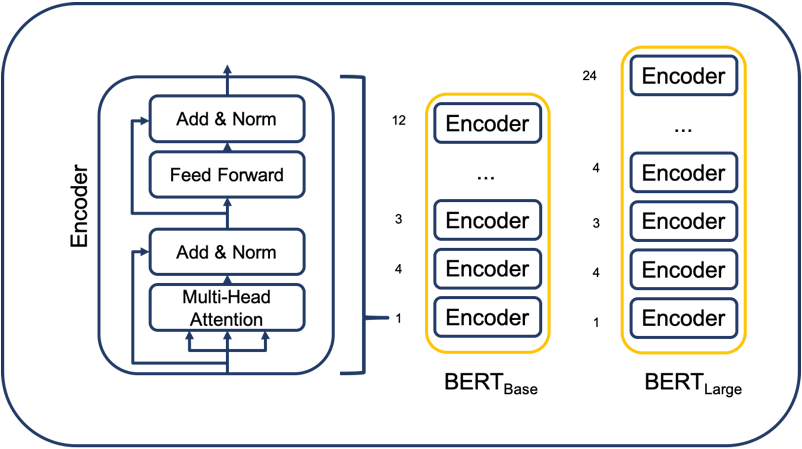 Encoder
Add & Norm
Feed Forward
Add & Norm
Multi-Head
Attention
12 Encoder
...
3 Encoder
4 Encoder
1 Encoder
BERTBase
24 Encoder
...
4 Encoder
3 Encoder
4 Encoder
1 Encoder
BERTLarge